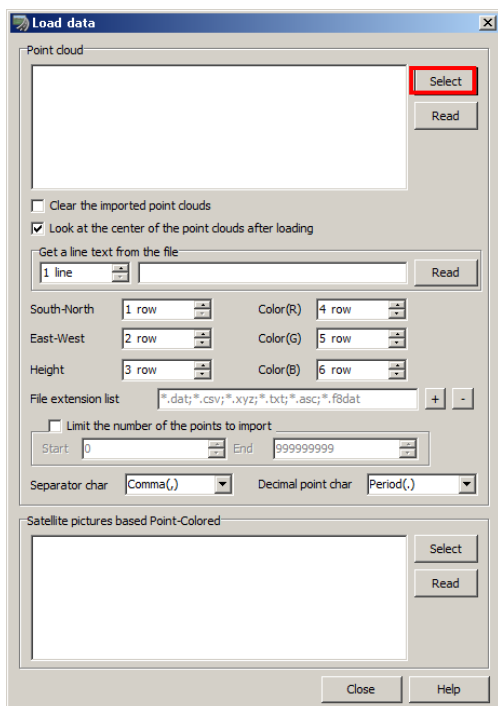 Load data
Point cloud
Select
Read
Clear the imported point clouds
Look at the center of the point clouds after loading
Get a line text from the file
1 line Read
South-North 1 row Color(R) 4 row
East-West 2 row Color(G) 5 row
Height 3 row Color(B) 6 row
File extension list *.dat;*.csv;*.xyz;*.txt;*.asc;*.f8dat + -
Limit the number of the points to import
Start 0 End 999999999
Separator char Comma(,) Decimal point char Period(.)
Satellite pictures based Point-Colored
Select
Read
Close Help